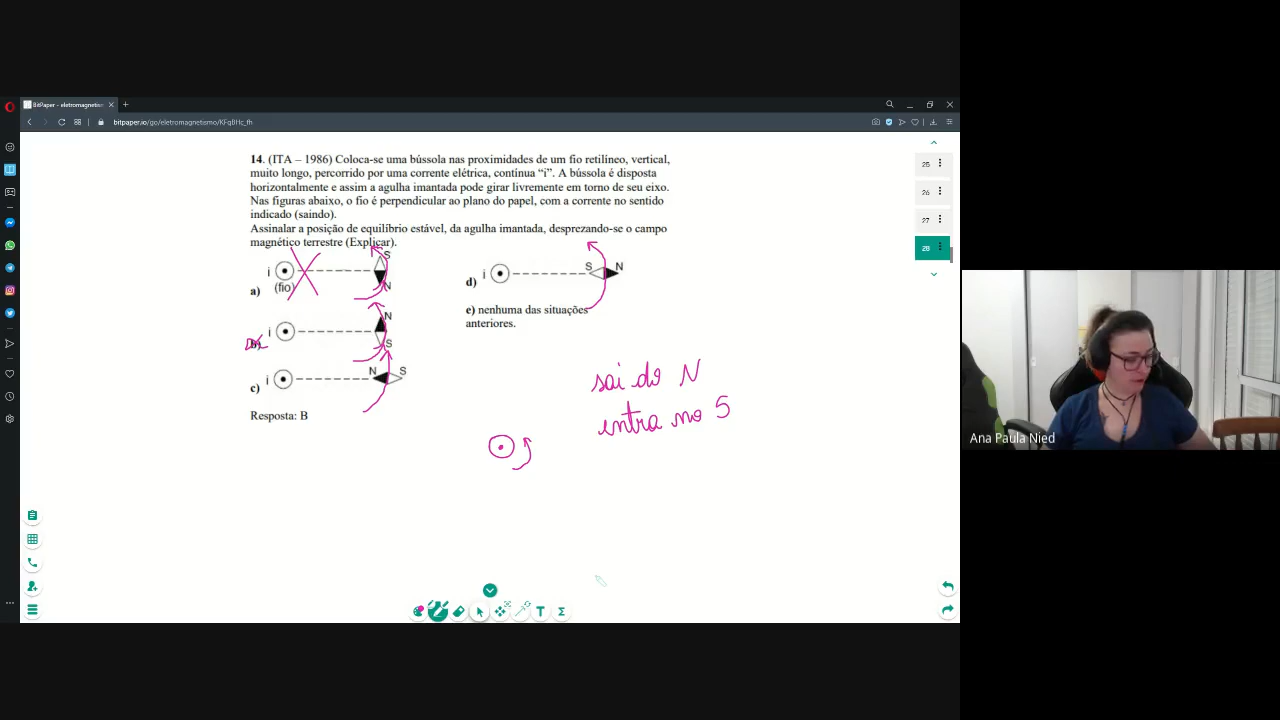 BitPaper – eletromagnetism
bitpaper.io/go/eletromagnetismo/KFqBHc_fh
14. (ITA – 1986) Coloca-se uma bússola nas proximidades de um fio retilíneo, vertical,
muito longo, percorrido por uma corrente elétrica, contínua “i”. A bússola é disposta
horizontalmente e assim a agulha imantada pode girar livremente em torno de seu eixo.
Nas figuras abaixo, o fio é perpendicular ao plano do papel, com a corrente no sentido
indicado (saindo).
Assinalar a posição de equilíbrio estável, da agulha imantada, desprezando-se o campo
magnético terrestre (Explicar).
i
S
(fio)
N
a)
i
N
b)
S
i
N
S
c)
Resposta: B
i
S
N
d)
e) nenhuma das situações
anteriores.
sai do N
entra no S
25
26
27
28
T
Σ
Ana Paula Nied